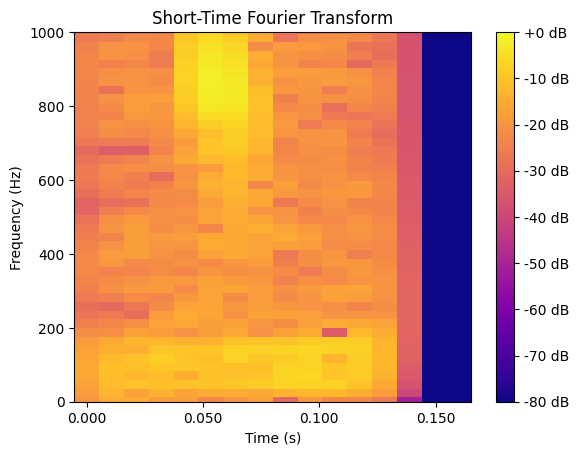 Short-Time Fourier Transform
1000
800
600
400
200
0
Frequency (Hz)
0.000
0.050
0.100
0.150
Time (s)
+0 dB
-10 dB
-20 dB
-30 dB
-40 dB
-50 dB
-60 dB
-70 dB
-80 dB